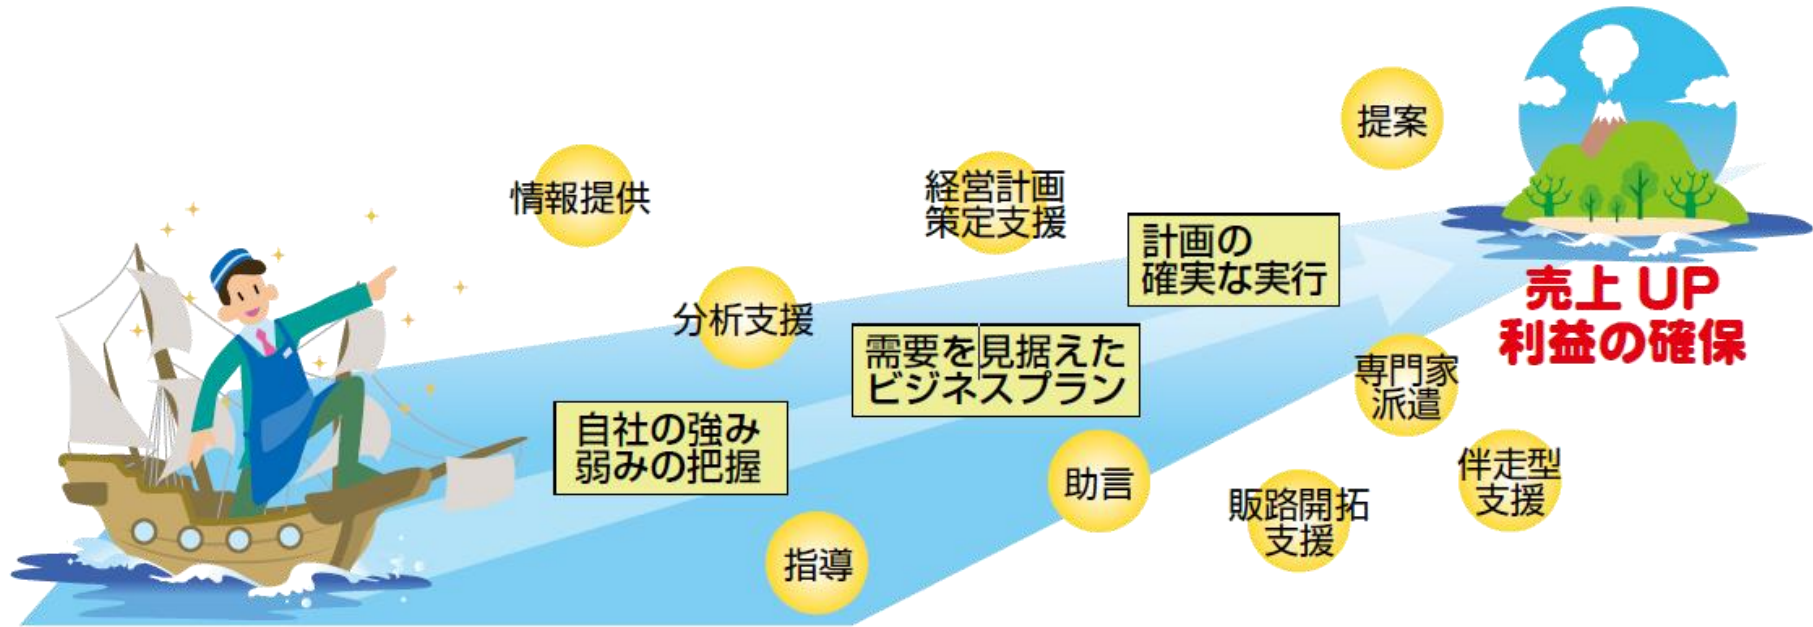 情報提供
分析支援
経営計画
策定支援
提案
計画の
確実な実行
需要を見据えた
ビジネスプラン
自社の強み
弱みの把握
売上 UP
利益の確保
専門家
派遣
伴走型
支援
助言
販路開拓
支援
指導